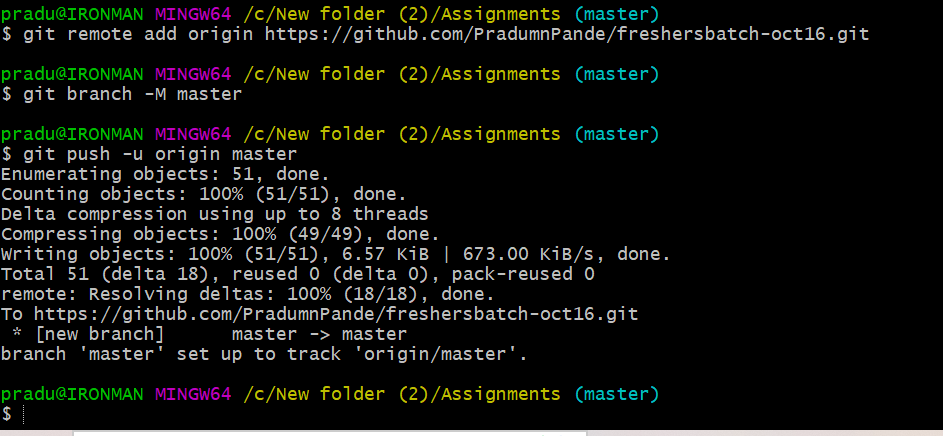 pradu@IRONMAN MINGW64 /c/New folder (2)/Assignments (master)
$ git remote add origin https://github.com/PradumnPande/freshersbatch-oct16.git
pradu@IRONMAN MINGW64 /c/New folder (2)/Assignments (master)
$ git branch -M master
pradu@IRONMAN MINGW64 /c/New folder (2)/Assignments (master)
$ git push -u origin master
Enumerating objects: 51, done.
Counting objects: 100% (51/51), done.
Delta compression using up to 8 threads
Compressing objects: 100% (49/49), done.
Writing objects: 100% (51/51), 6.57 KiB | 673.00 KiB/s, done.
Total 51 (delta 18), reused 0 (delta 0), pack-reused 0
remote: Resolving deltas: 100% (18/18), done.
To https://github.com/PradumnPande/freshersbatch-oct16.git
 * [new branch]      master -> master
branch 'master' set up to track 'origin/master'.
pradu@IRONMAN MINGW64 /c/New folder (2)/Assignments (master)
$